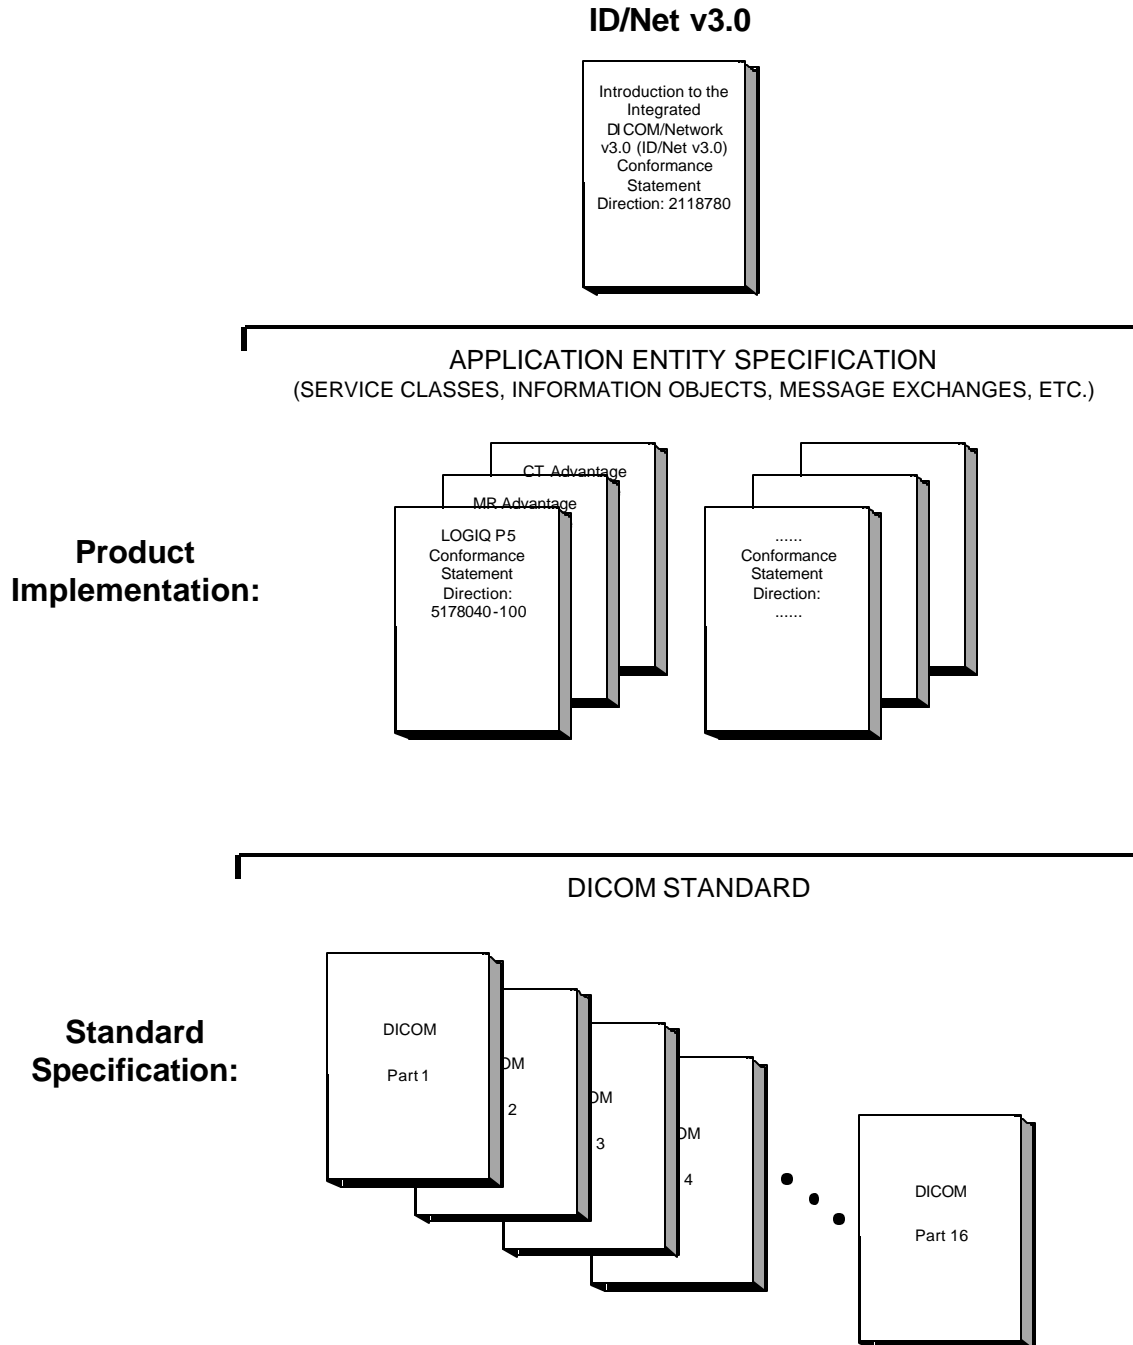 ID/Net v3.0
Introduction to the
Integrated
DICOM/Network
v3.0 (ID/Net v3.0)
Conformance
Statement
Direction: 2118780
APPLICATION ENTITY SPECIFICATION
(SERVICE CLASSES, INFORMATION OBJECTS, MESSAGE EXCHANGES, ETC.)
Product
Implementation:
CT Advantage
MR Advantage
LOGIQ P5
Conformance
Statement
Direction:
5178040-100
......
Conformance
Statement
Direction:
......
DICOM STANDARD
Standard
Specification:
DICOM
Part 1
OM
2
OM
3
OM
4
DICOM
Part 16